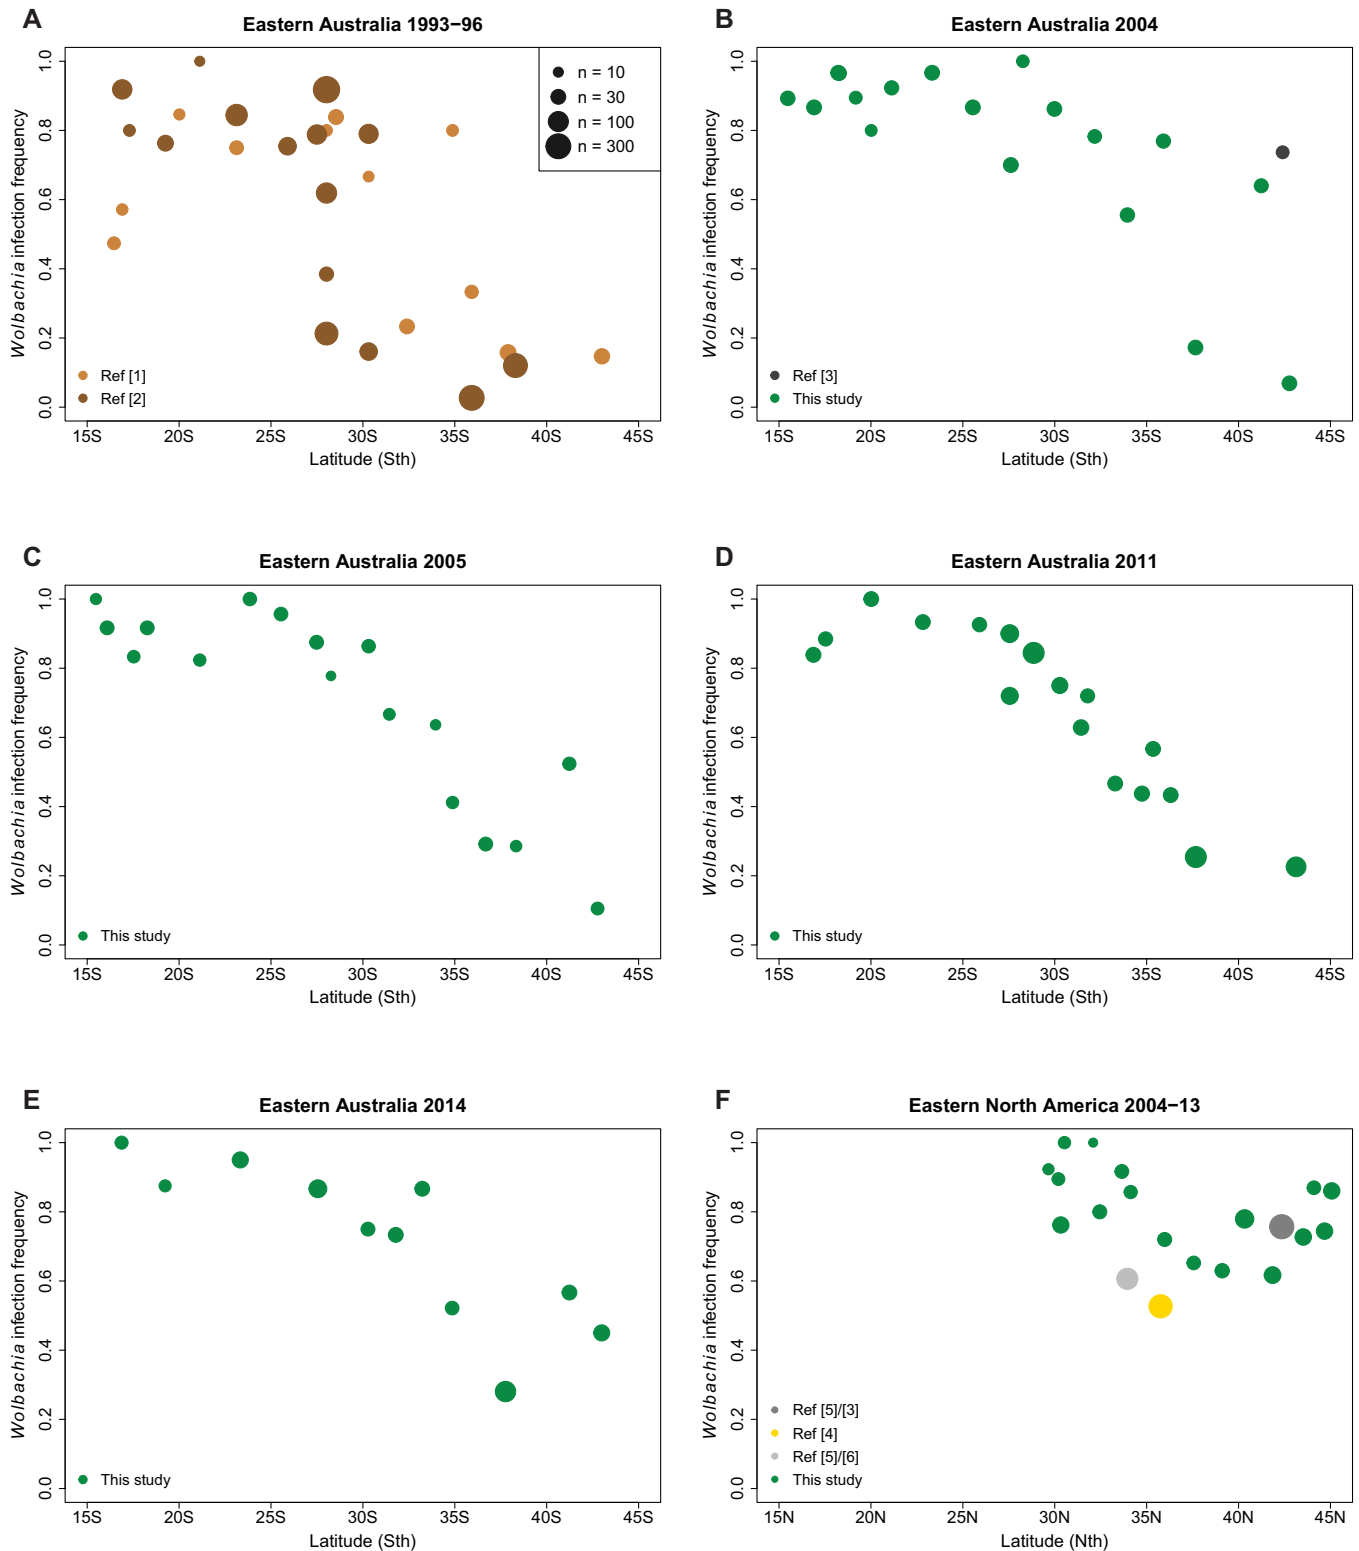 A
Eastern Australia 1993−96
Wolbachia infection frequency
1.0
0.8
0.6
0.4
0.2
0.0
n = 10
n = 30
n = 100
n = 300
Ref [1]
Ref [2]
15S 20S 25S 30S 35S 40S 45S
Latitude (Sth)
B
Eastern Australia 2004
Wolbachia infection frequency
1.0
0.8
0.6
0.4
0.2
0.0
Ref [3]
This study
15S 20S 25S 30S 35S 40S 45S
Latitude (Sth)
C
Eastern Australia 2005
Wolbachia infection frequency
1.0
0.8
0.6
0.4
0.2
0.0
This study
15S 20S 25S 30S 35S 40S 45S
Latitude (Sth)
D
Eastern Australia 2011
Wolbachia infection frequency
1.0
0.8
0.6
0.4
0.2
0.0
This study
15S 20S 25S 30S 35S 40S 45S
Latitude (Sth)
E
Eastern Australia 2014
Wolbachia infection frequency
1.0
0.8
0.6
0.4
0.2
0.0
This study
15S 20S 25S 30S 35S 40S 45S
Latitude (Sth)
F
Eastern North America 2004−13
Wolbachia infection frequency
1.0
0.8
0.6
0.4
0.2
0.0
Ref [5]/[3]
Ref [4]
Ref [5]/[6]
This study
15N 20N 25N 30N 35N 40N 45N
Latitude (Nth)